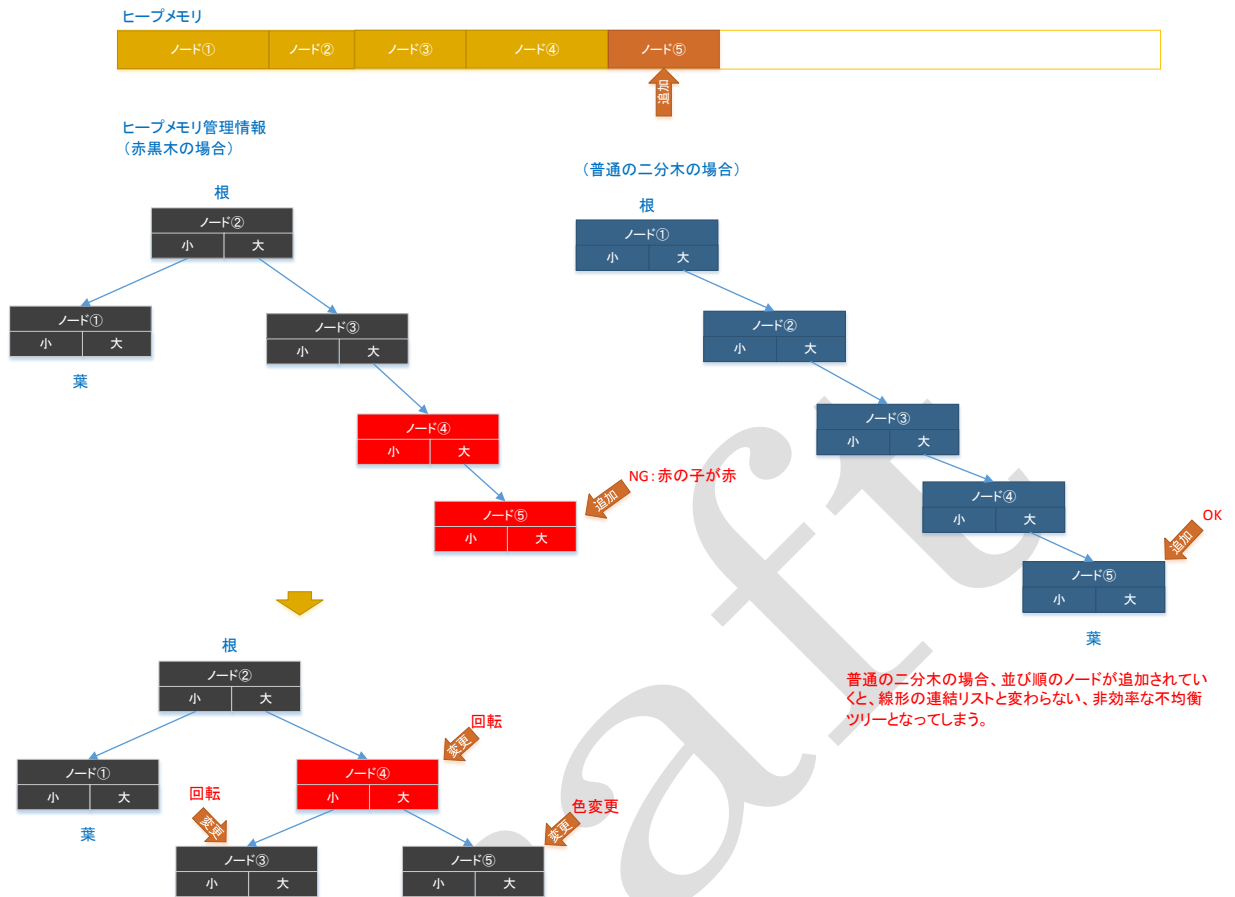 ヒープメモリ
ノード①
ノード②
ノード③
ノード④
ノード⑤
追加
ヒープメモリ管理情報
（赤黒木の場合）
根
ノード②
小
大
ノード①
小
大
葉
ノード③
小
大
ノード④
小
大
ノード⑤
小
大
追加
NG：赤の子が赤
（普通の二分木の場合）
根
ノード①
小
大
ノード②
小
大
ノード③
小
大
ノード④
小
大
ノード⑤
小
大
追加
OK
葉
普通の二分木の場合、並び順のノードが追加されてい
くと、線形の連結リストと変わらない、非効率な不均衡
ツリーとなってしまう。
根
ノード②
小
大
ノード①
小
大
葉
ノード④
小
大
変更
回転
回転
変更
ノード③
小
大
ノード⑤
小
大
色変更
変更
Draft